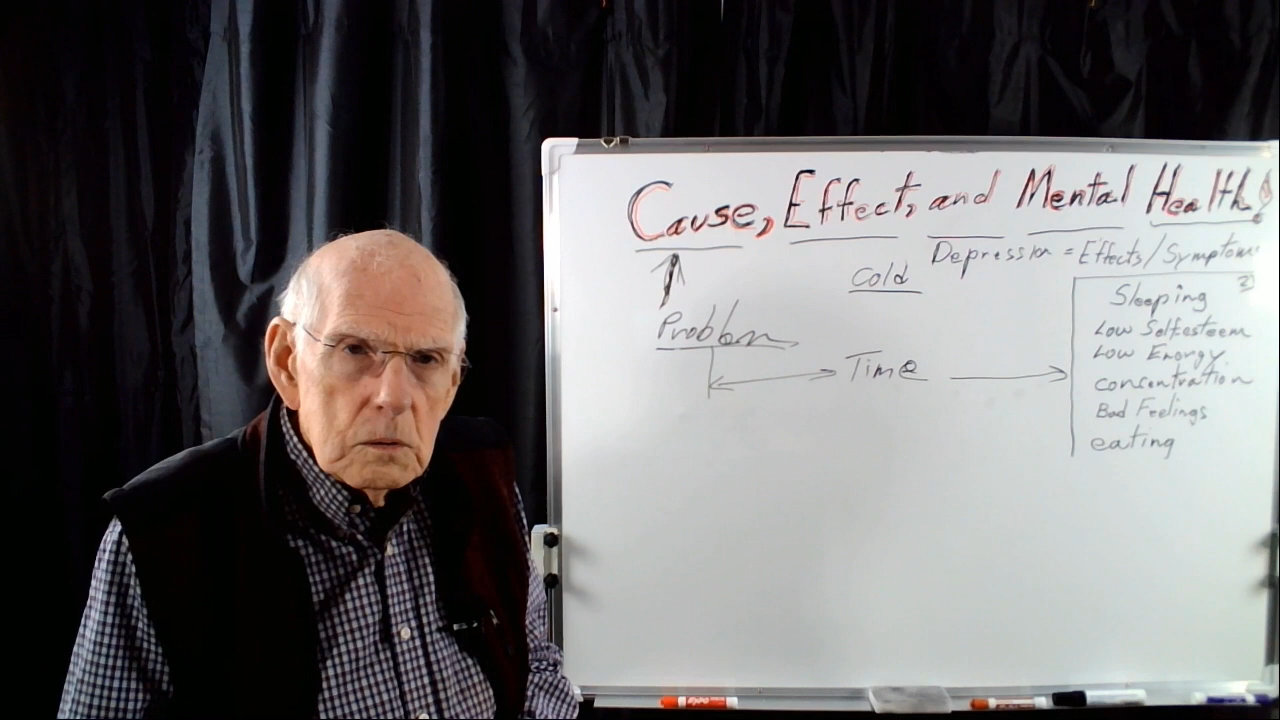 Cause, Effect, and Mental Health!
Depression = Effects/Symptoms
Cold
Problem
Time
Sleeping
Low Selfesteem
Low Energy
consentration
Bad Feelings
eating
EXPO